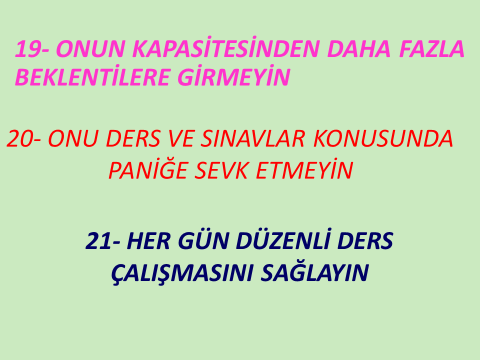 19- ONUN KAPASİTESİNDEN DAHA FAZLA
BEKLENTİLERE GİRMEYİN
20- ONU DERS VE SINAVLAR KONUSUNDA
PANİĞE SEVK ETMEYİN
21- HER GÜN DÜZENLİ DERS
ÇALIŞMASINI SAĞLAYIN